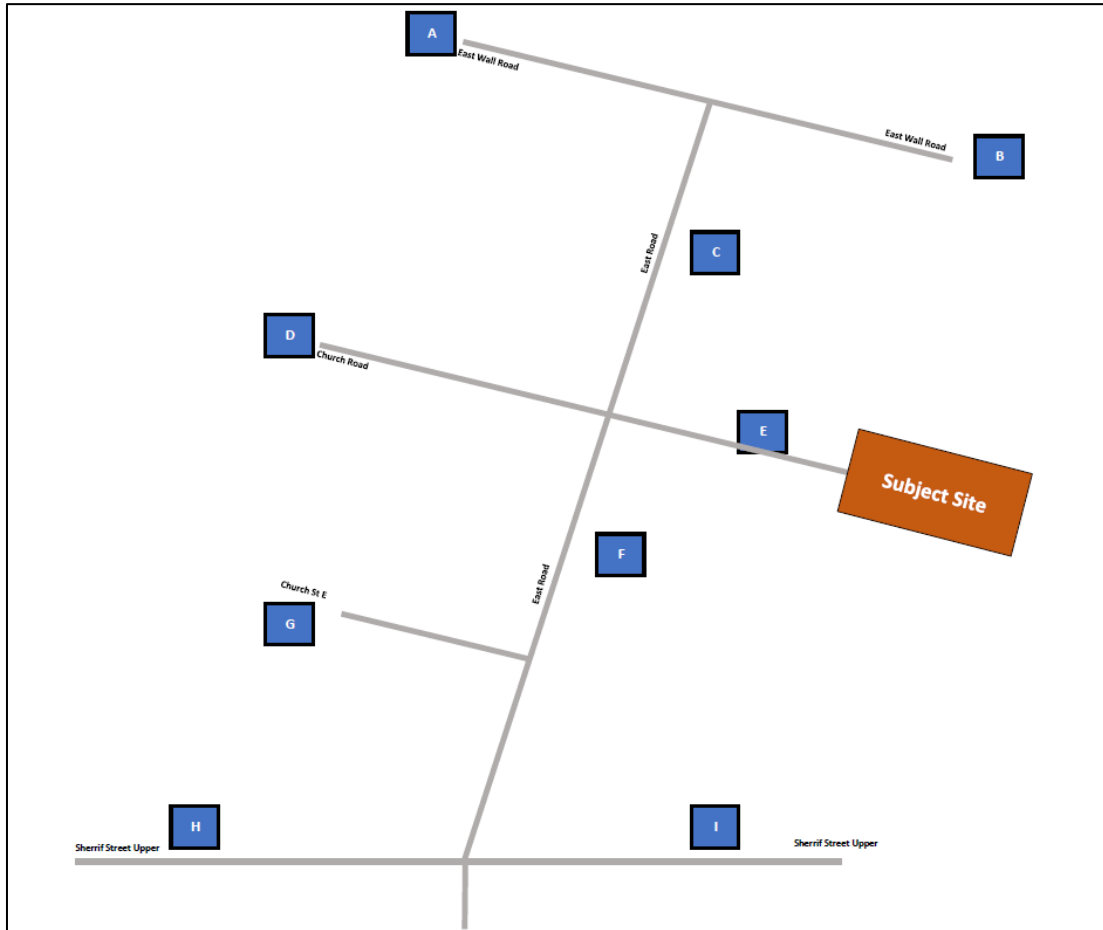 A
East Wall Road
East Wall Road
B
East Road
C
D
Church Road
E
Subject Site
East Road
F
Church St E
G
H
I
Sherrif Street Upper
Sherrif Street Upper